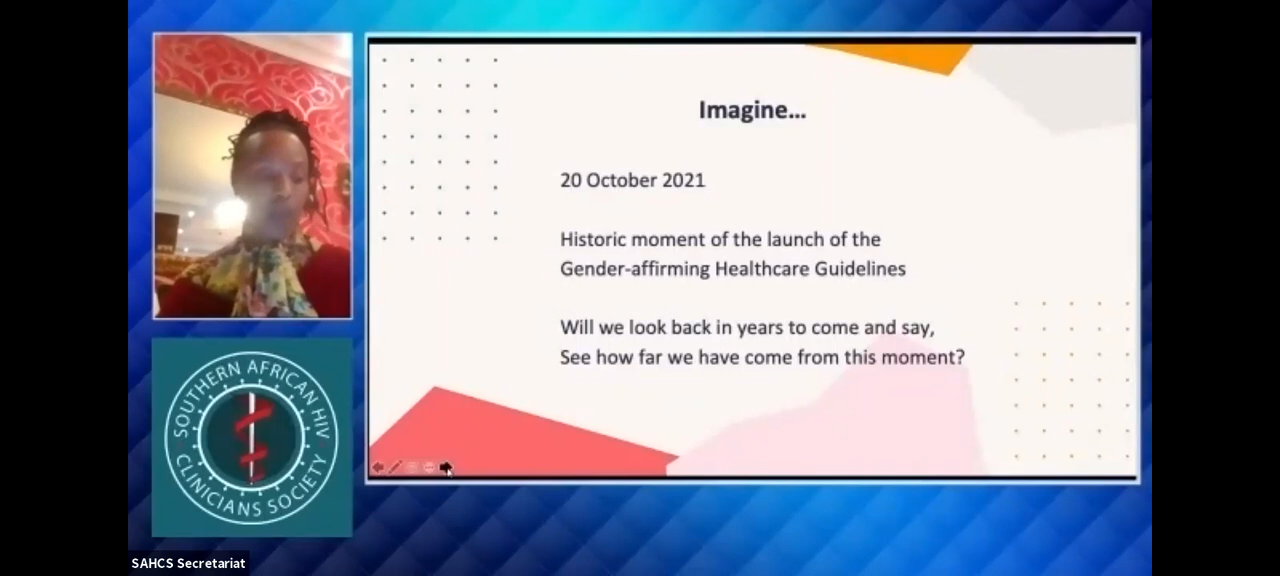 Imagine...
20 October 2021
Historic moment of the launch of the
Gender-affirming Healthcare Guidelines
Will we look back in years to come and say,
See how far we have come from this moment?
SOUTHERN AFRICAN HIV
CLINICIANS SOCIETY
SAHCS Secretariat